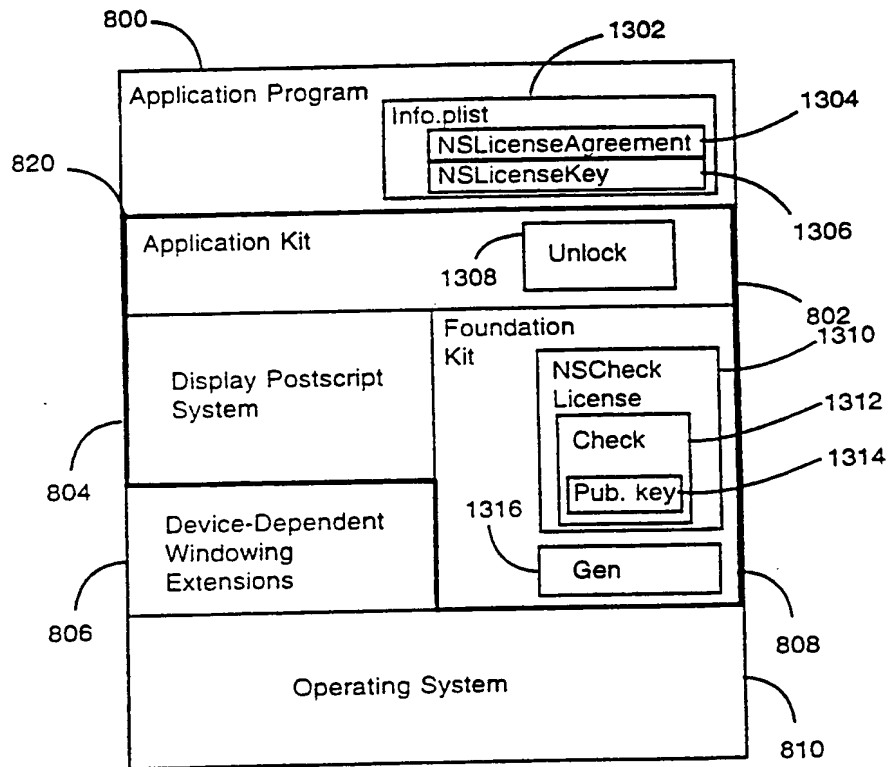 800
1302
Application Program
Info.plist
1304
NSLicenseAgreement
820
NSLicenseKey
1306
Application Kit
Unlock
1308
802
Foundation
Kit
1310
NSCheck
License
Display Postscript
System
1312
Check
1314
Pub. key
804
1316
Device-Dependent
Windowing
Extensions
Gen
806
808
Operating System
810